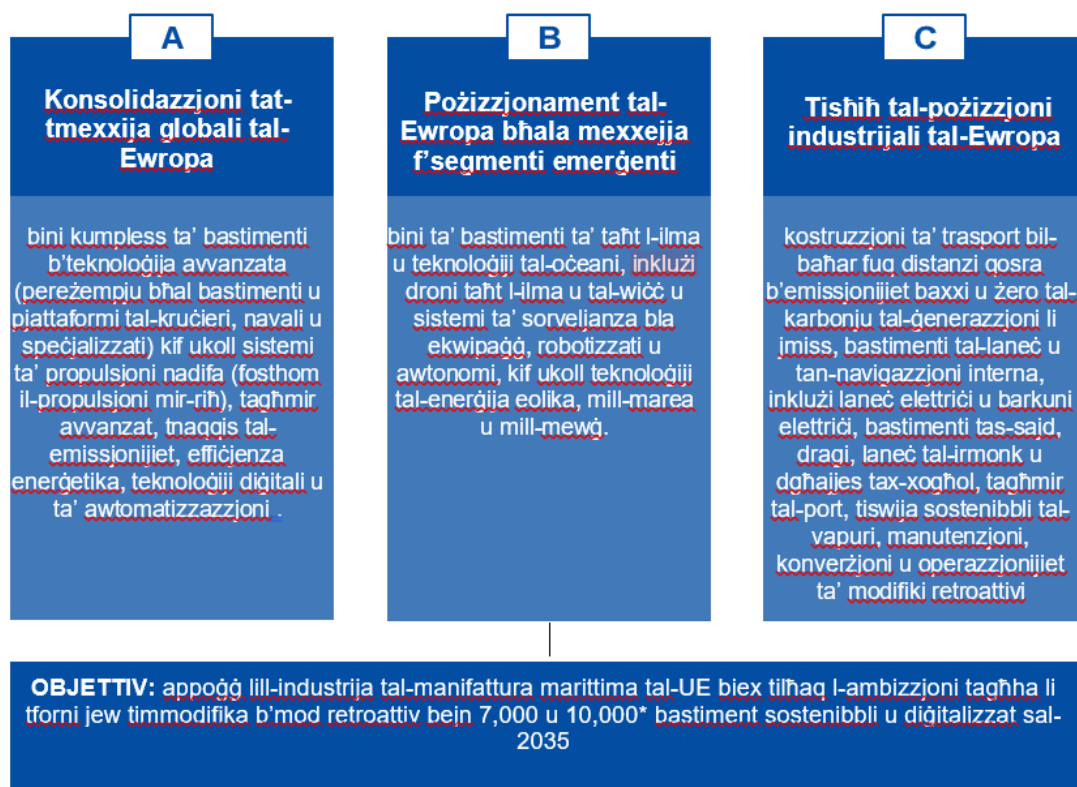 A
Konsolidazzjoni tat-
tmexxija globali tal-
Ewropa
bini kumpless ta’ bastimenti
b’teknoloġija avvanzata
(pereżempju bħal bastimenti u
pjattaformi tal-kruċieri, navali u
speċjalizzati) kif ukoll sistemi
ta’ propulsjoni nadifa (fosthom
il-propulsjoni mir-riħ), tagħmir
avvanzat, tnaqqis tal-
emissjonijiet, effiċjenza
enerġetika, teknoloġiji diġitali u
ta’ awtomatizzazzjoni .
B
Pożizzjonament tal-
Ewropa bħala mexxejja
f’segmenti emerġenti
bini ta’ bastimenti ta’ taħt l-ilma
u teknoloġiji tal-oċeani, inklużi
droni taħt l-ilma u tal-wiċċ u
sistemi ta’ sorveljanza bla
ekwipaġġ, robotizzati u
awtonomi, kif ukoll teknoloġiji
tal-enerġija eolika, mill-marea
u mill-mewġ.
C
Tisħiħ tal-pożizzjoni
industrijali tal-Ewropa
kostruzzjoni ta’ trasport bil-
baħar fuq distanzi qosra
b’emissjonijiet baxxi u żero tal-
karbonju tal-ġenerazzjoni li
jmiss, bastimenti tal-laneċ u
tan-navigazzjoni interna,
inklużi laneċ elettriċi u barkuni
elettriċi, bastimenti tas-sajd,
dragi, laneċ tal-irmonk u
dgħajjes tax-xogħol, tagħmir
tal-port, tiswija sostenibbli tal-
vapuri, manutenzjoni,
konverżjoni u operazzjonijiet
ta’ modifiki retroattivi
OBJETTIV: appoġġ lill-industrija tal-manifattura marittima tal-UE biex tilħaq l-ambizzjoni tagħha li
tforni jew timmodifika b’mod retroattiv bejn 7,000 u 10,000* bastiment sostenibbli u diġitalizzat sal-
2035